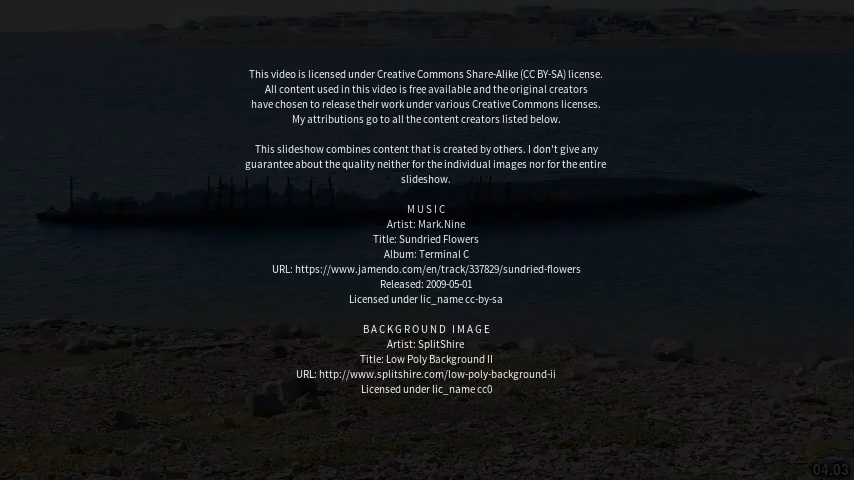 This video is licensed under Creative Commons Share-Alike (CC BY-SA) license.
All content used in this video is free available and the original creators
have chosen to release their work under various Creative Commons licenses.
My attributions go to all the content creators listed below.
This slideshow combines content that is created by others. I don't give any
guarantee about the quality neither for the individual images nor for the entire
slideshow.
MUSIC
Artist: Mark.Nine
Title: Sundried Flowers
Album: Terminal C
URL: https://www.jamendo.com/en/track/337829/sundried-flowers
Released: 2009-05-01
Licensed under lic_name cc-by-sa
BACKGROUND IMAGE
Artist: SplitShire
Title: Low Poly Background II
URL: http://www.splitshire.com/low-poly-background-ii
Licensed under lic_name cc0
04.03